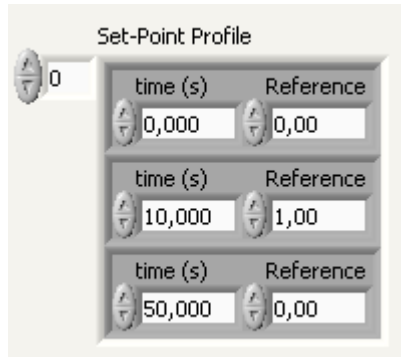 Set-Point Profile
0
time (s) Reference
0,000 0,00
time (s) Reference
10,000 1,00
time (s) Reference
50,000 0,00